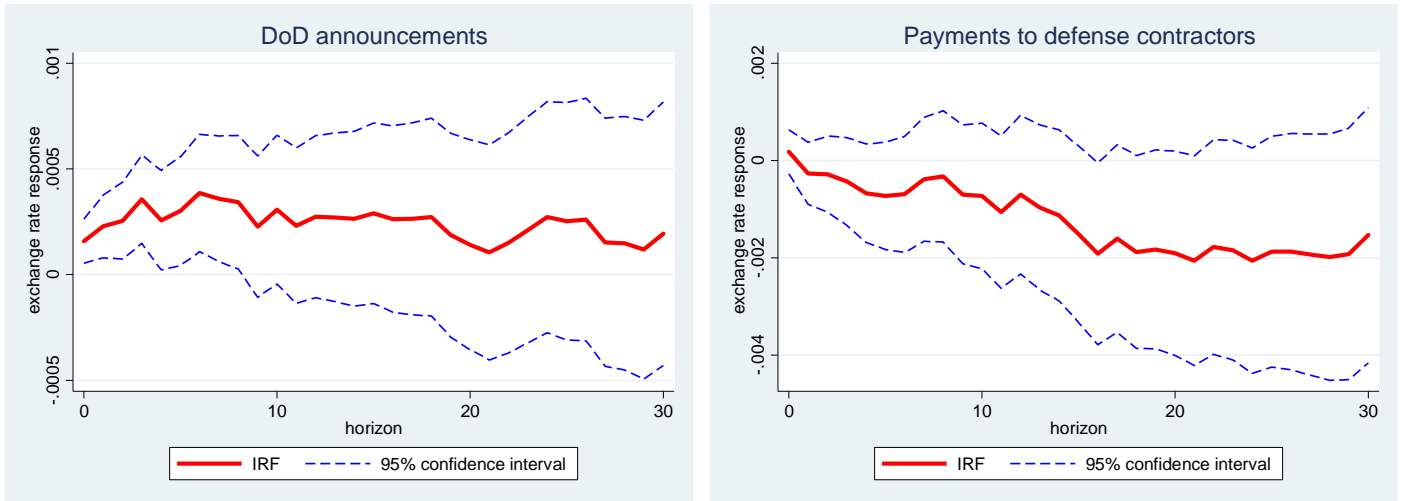 DoD announcements
exchange rate response
.001
.0005
0
-.0005
0 10 20 30
horizon
IRF 95% confidence interval
Payments to defense contractors
exchange rate response
.002
0
-.002
-.004
0 10 20 30
horizon
IRF 95% confidence interval